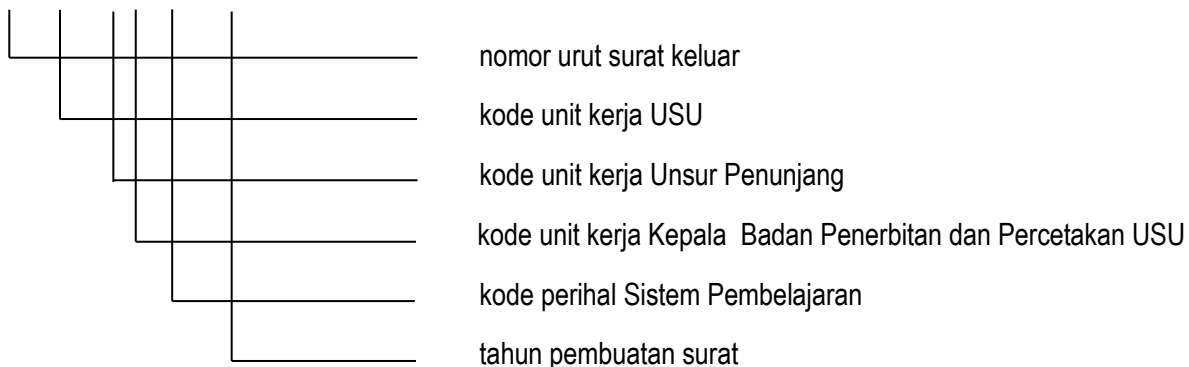 nomor urut surat keluar
kode unit kerja USU
kode unit kerja Unsur Penunjang
kode unit kerja Kepala Badan Penerbitan dan Percetakan USU
kode perihal Sistem Pembelajaran
tahun pembuatan surat